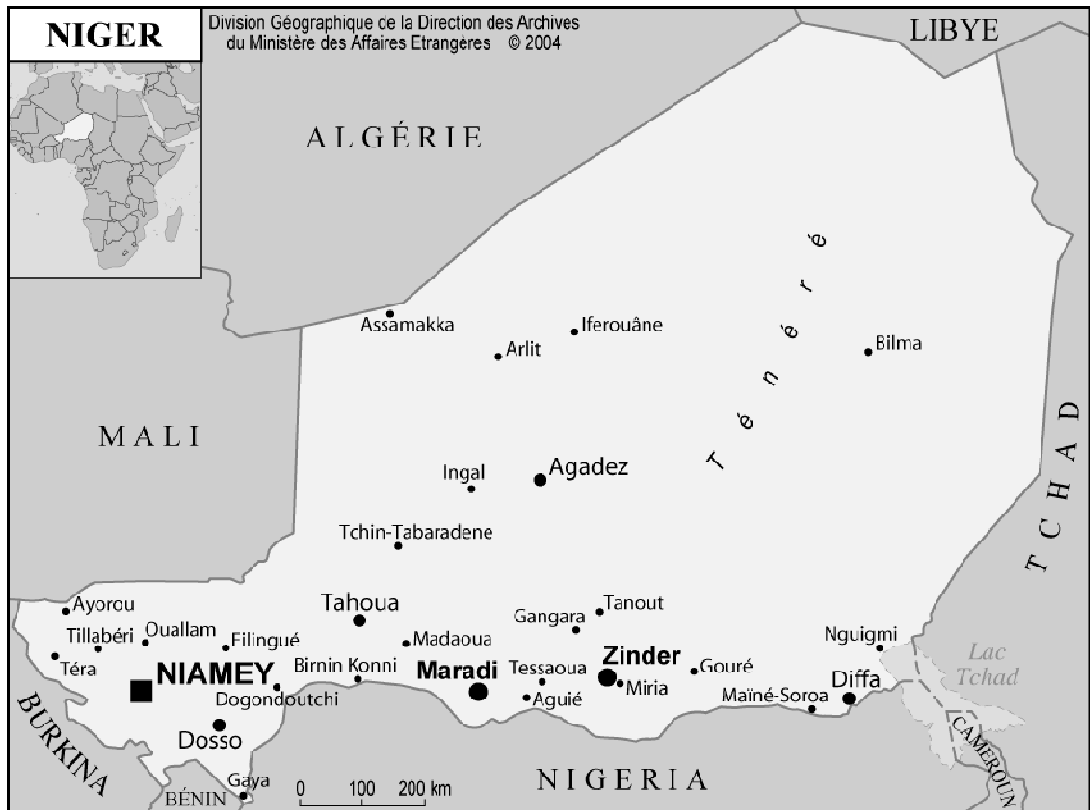 NIGER
Division Géographique de la Direction des Archives
du Ministère des Affaires Etrangères © 2004
LIBYE
ALGÉRIE
Ténéré
Assamakka
Iferouâne
Arlit
Bilma
MALI
TCHAD
Ingal
Agadez
Tchin-Tabaradene
Ayorou
Tahoua
Tanout
Gangara
Tillabéri
Ouallam
Filingué
Madaoua
Nguigmi
Téra
NIAMEY
Birnin Konni
Maradi
Tessaoua
Zinder
Gouré
Lac
Tchad
Dogondoutchi
Aguié
Miria
Maïné-Soroa
Diffa
BURKINA
Dosso
CAMEROUN
Gaya
BÉNIN
0 100 200 km
NIGERIA